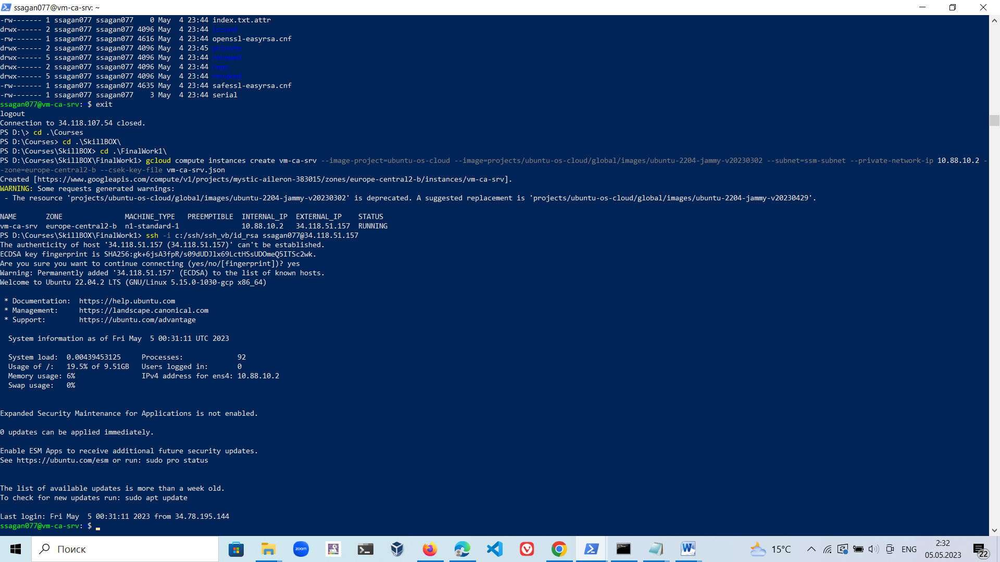 ssagan077@vm-ca-srv: ~
-rw------- 1 ssagan077 ssagan077    0 May  4 23:44 index.txt.attr
drwx------ 2 ssagan077 ssagan077 4096 May  4 23:44 issued
-rw------- 1 ssagan077 ssagan077 4616 May  4 23:44 openssl-easyrsa.cnf
drwx------ 2 ssagan077 ssagan077 4096 May  4 23:45 private
drwx------ 5 ssagan077 ssagan077 4096 May  4 23:44 renewed
drwx------ 2 ssagan077 ssagan077 4096 May  4 23:44 reqs
drwx------ 5 ssagan077 ssagan077 4096 May  4 23:44 revoked
-rw------- 1 ssagan077 ssagan077 4635 May  4 23:44 safessl-easyrsa.cnf
-rw------- 1 ssagan077 ssagan077    3 May  4 23:44 serial
ssagan077@vm-ca-srv: $ exit
logout
Connection to 34.118.107.54 closed.
PS D:\> cd .\Courses
PS D:\Courses> cd .\SkillBOX\
PS D:\Courses\SkillBOX> cd .\FinalWork1\
PS D:\Courses\SkillBOX\FinalWork1> gcloud compute instances create vm-ca-srv --image-project=ubuntu-os-cloud --image=projects/ubuntu-os-cloud/global/images/ubuntu-2204-jammy-v20230302 --subnet=ssm-subnet --private-network-ip 10.88.10.2 -
-zone=europe-central2-b --csek-key-file vm-ca-srv.json
Created [https://www.googleapis.com/compute/v1/projects/mystic-aileron-383015/zones/europe-central2-b/instances/vm-ca-srv].
WARNING: Some requests generated warnings:
 - The resource 'projects/ubuntu-os-cloud/global/images/ubuntu-2204-jammy-v20230302' is deprecated. A suggested replacement is 'projects/ubuntu-os-cloud/global/images/ubuntu-2204-jammy-v20230429'.
NAME       ZONE               MACHINE_TYPE   PREEMPTIBLE  INTERNAL_IP  EXTERNAL_IP    STATUS
vm-ca-srv  europe-central2-b  n1-standard-1               10.88.10.2   34.118.51.157  RUNNING
PS D:\Courses\SkillBOX\FinalWork1> ssh -i c:/ssh/ssh_vb/id_rsa ssagan077@34.118.51.157
The authenticity of host '34.118.51.157 (34.118.51.157)' can't be established.
ECDSA key fingerprint is SHA256:gk+6jsA3fpR/s09dUDJlx69LctHSsUDOmeQ5ITSc2wk.
Are you sure you want to continue connecting (yes/no/[fingerprint])? yes
Warning: Permanently added '34.118.51.157' (ECDSA) to the list of known hosts.
Welcome to Ubuntu 22.04.2 LTS (GNU/Linux 5.15.0-1030-gcp x86_64)
 * Documentation:  https://help.ubuntu.com
 * Management:     https://landscape.canonical.com
 * Support:        https://ubuntu.com/advantage
  System information as of Fri May  5 00:31:11 UTC 2023
  System load:  0.00439453125     Processes:             92
  Usage of /:   19.5% of 9.51GB   Users logged in:       0
  Memory usage: 6%                IPv4 address for ens4: 10.88.10.2
  Swap usage:   0%
Expanded Security Maintenance for Applications is not enabled.
0 updates can be applied immediately.
Enable ESM Apps to receive additional future security updates.
See https://ubuntu.com/esm or run: sudo pro status
The list of available updates is more than a week old.
To check for new updates run: sudo apt update
Last login: Fri May  5 00:31:11 2023 from 34.78.195.144
ssagan077@vm-ca-srv: $
Поиск
zoom
15°C
ENG
2:32
05.05.2023
22